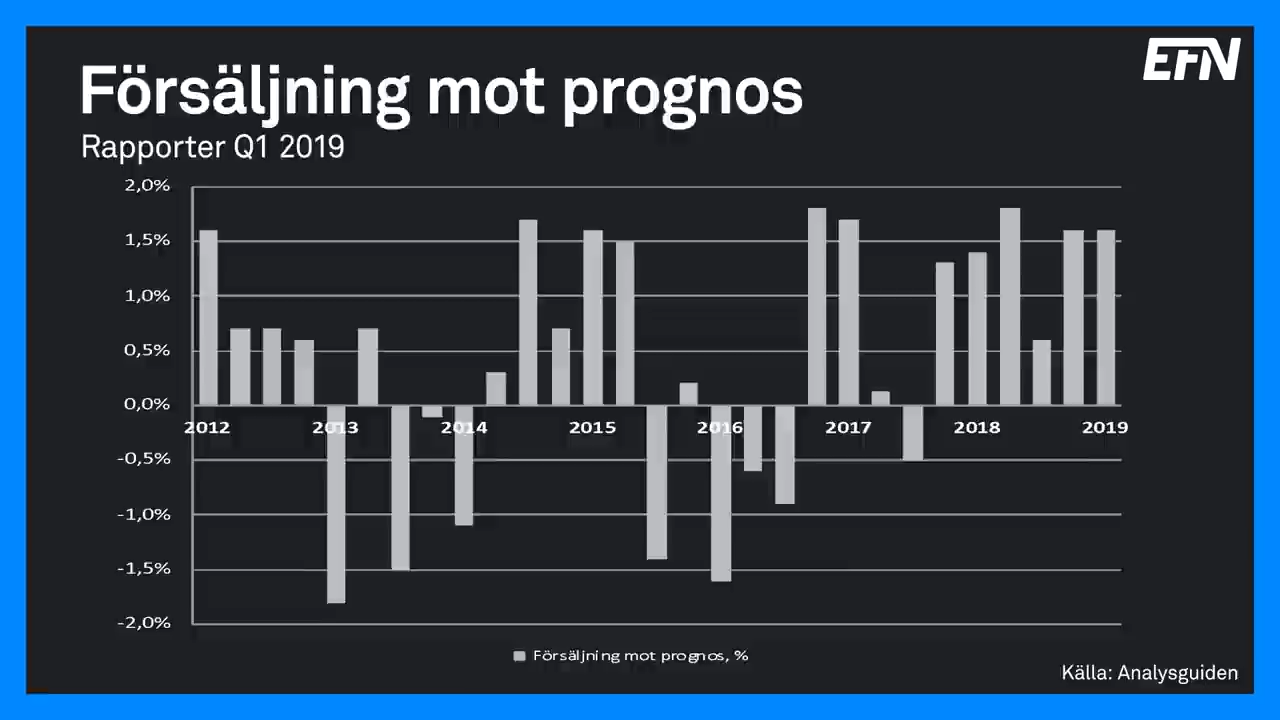 EFN
Försäljning mot prognos
Rapporter Q1 2019
2,0%
1,5%
1,0%
0,5%
0,0%
2012 2013 2014 2015 2016 2017 2018 2019
-0,5%
-1,0%
-1,5%
-2,0%
Försäljning mot prognos, %
Källa: Analysguiden